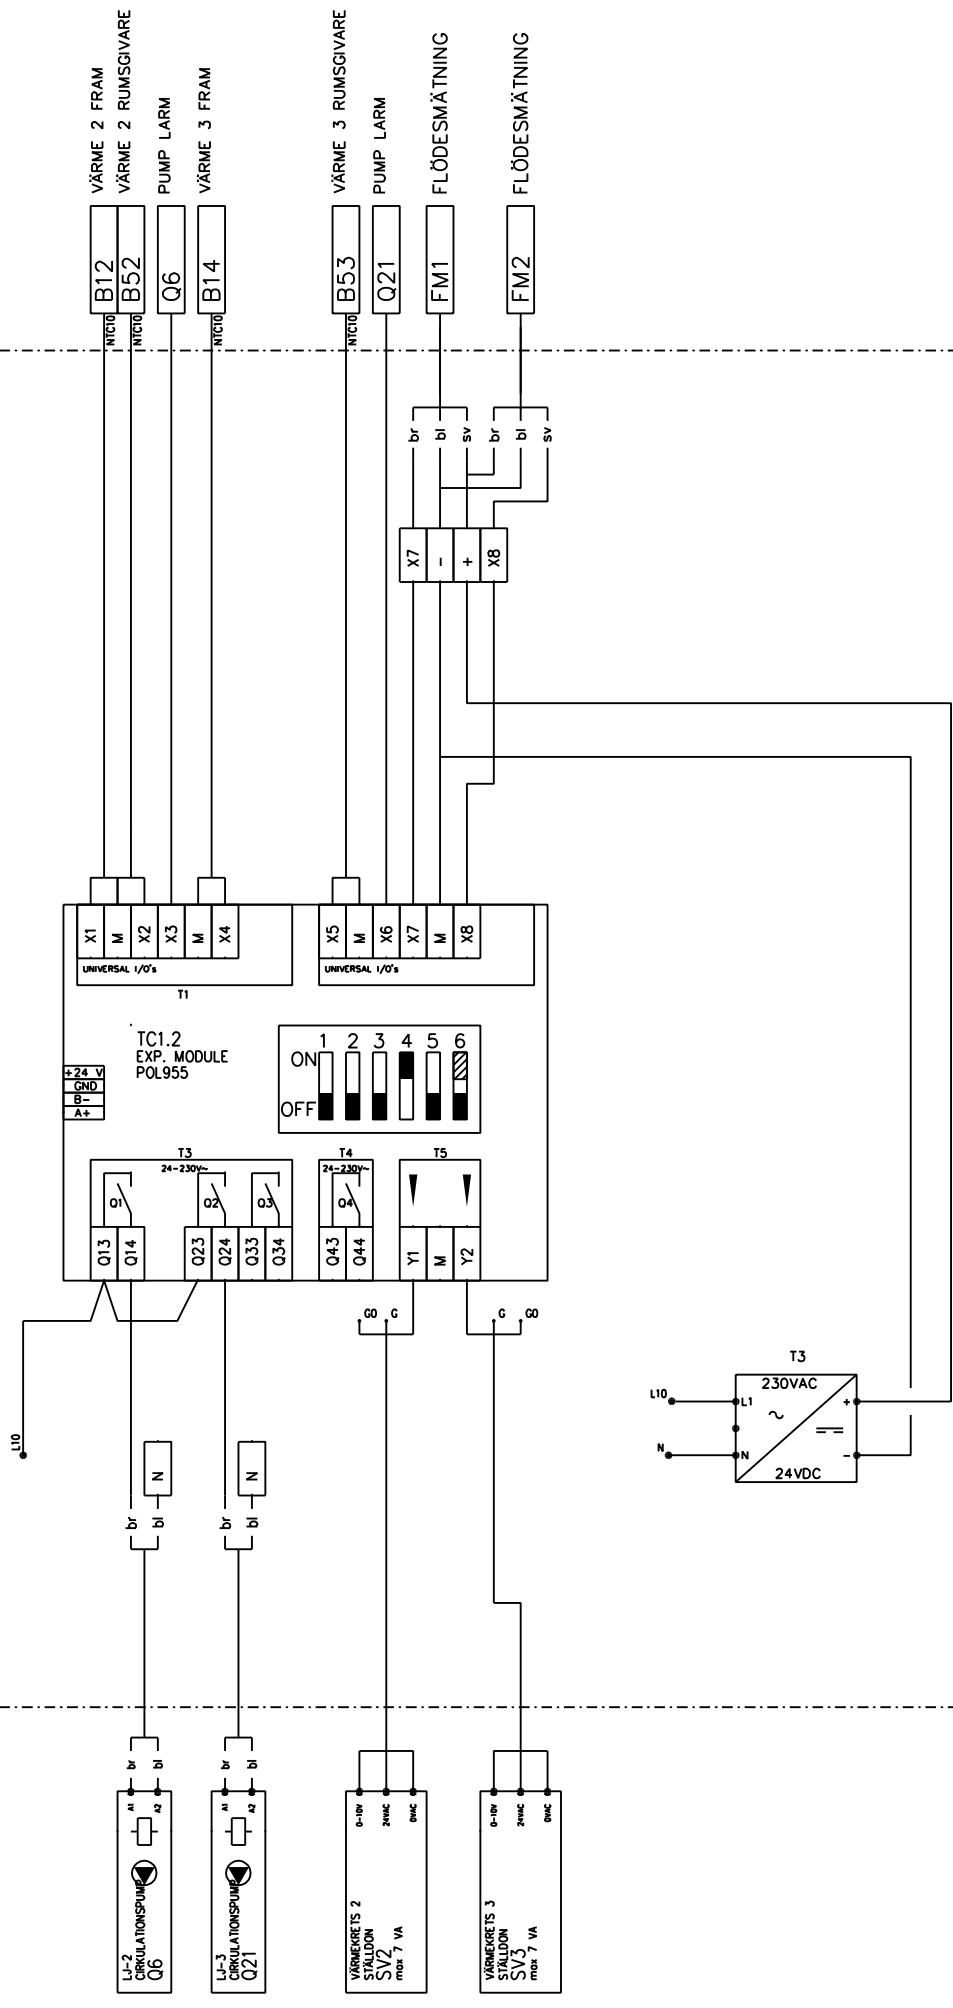 VÄRME 2 FRAM
VÄRME 2 RUMSGIVARE
PUMP LARM
VÄRME 3 FRAM
VÄRME 3 RUMSGIVARE
PUMP LARM
FLÖDESMÄTNING
FLÖDESMÄTNING
B12
B52
Q6
B14
B53
Q21
FM1
FM2
NTC10
NTC10
NTC10
NTC10
br
bl
sv
br
bl
sv
X7
-
+
X8
X1
M
X2
X3
M
X4
X5
M
X6
X7
M
X8
UNIVERSAL I/O's
UNIVERSAL I/O's
T1
TC1.2
EXP. MODULE
POL955
1 2 3 4 5 6
ON
OFF
+24 V
GND
B-
A+
T3
24-230V~
T4
24-230V~
T5
Q1
Q2
Q3
Q4
Q13
Q14
Q23
Q24
Q33
Q34
Q43
Q44
Y1
M
Y2
G0 G
G G0
L10
N
N
br
bl
br
bl
T3
230VAC
L10
L1
+
~
N
N
-
24VDC
br
bl
br
bl
A1
A2
A1
A2
0-10V
24VAC
0VAC
0-10V
24VAC
0VAC
LJ-2
CIRKULATIONSPUMP
Q6
LJ-3
CIRKULATIONSPUMP
Q21
VÄRMEKRETS 2
STÄLLDON
SV2
max 7 VA
VÄRMEKRETS 3
STÄLLDON
SV3
max 7 VA